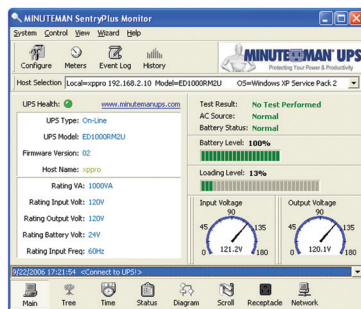 MINUTEMAN SentryPlus Monitor
System Control View Wizard Help
Configure Meters Event Log History
MINUTEMAN UPS
Protecting Your Power & Productivity
Host Selection Local=xppro 192.168.2.10 Model=ED1000RM2U OS=Windows XP Service Pack 2
UPS Health: www.minutemanups.com
UPS Type: On-Line
UPS Model: ED1000RM2U
Firmware Version: 02
Host Name: xppro
Rating VA: 1000VA
Rating Input Volt: 120V
Rating Output Volt: 120V
Rating Battery Volt: 24V
Rating Input Freq: 60Hz
Test Result: No Test Performed
AC Source: Normal
Battery Status: Normal
Battery Level: 100%
Loading Level: 13%
Input Voltage
90
45 135
0 180
121.2V
Output Voltage
90
45 135
0 180
120.1V
9/22/2006 17:21:54 <Connect to UPS!>
Main Tree Time Status Diagram Scroll Receptacle Network